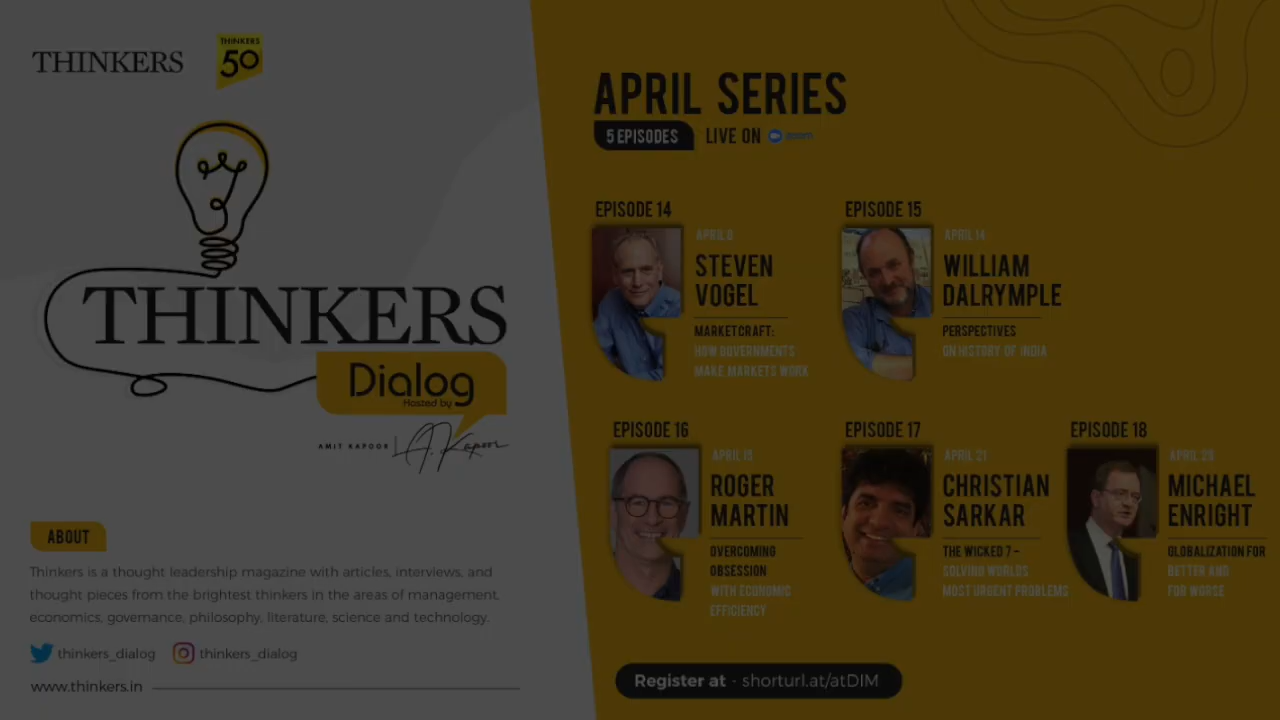 THINKERS
THINKERS
50
THINKERS
Dialog
Hosted by
AMIT KAPOOR
A. Kapoor
ABOUT
Thinkers is a thought leadership magazine with articles, interviews, and
thought pieces from the brightest thinkers in the areas of management,
economics, governance, philosophy, literature, science and technology.
thinkers_dialog
thinkers_dialog
www.thinkers.in
APRIL SERIES
5 EPISODES
LIVE ON zoom
EPISODE 14
STEVEN
VOGEL
MARKETCRAFT:
HOW GOVERNMENTS
MAKE MARKETS WORK
EPISODE 15
APRIL 14
WILLIAM
DALRYMPLE
PERSPECTIVES
ON HISTORY OF INDIA
EPISODE 16
APRIL 15
ROGER
MARTIN
OVERCOMING
OBSESSION
WITH ECONOMIC
EFFICIENCY
EPISODE 17
APRIL 21
CHRISTIAN
SARKAR
THE WICKED 7 –
SOLVING WORLDS
MOST URGENT PROBLEMS
EPISODE 18
MICHAEL
ENRIGHT
GLOBALIZATION FOR
BETTER AND
FOR WORSE
Register at - shorturl.at/atDIM